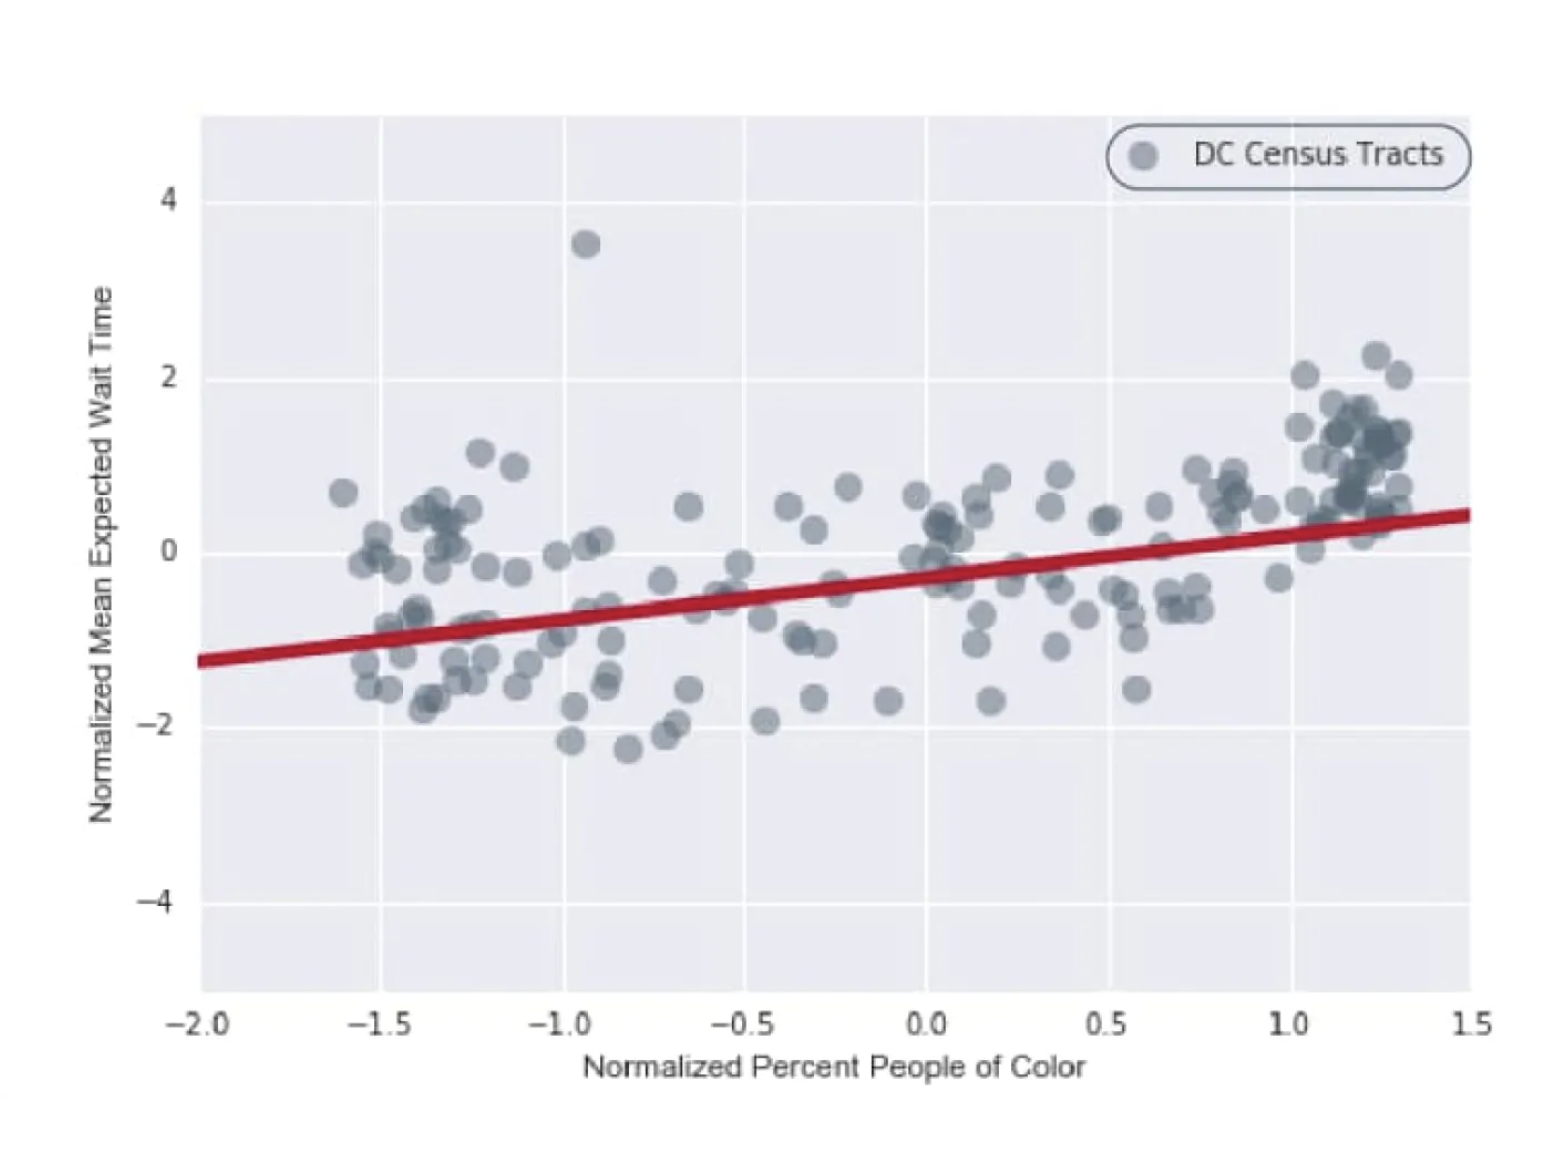 DC Census Tracts
4
2
0
−2
−4
Normalized Mean Expected Wait Time
−2.0 −1.5 −1.0 −0.5 0.0 0.5 1.0 1.5
Normalized Percent People of Color